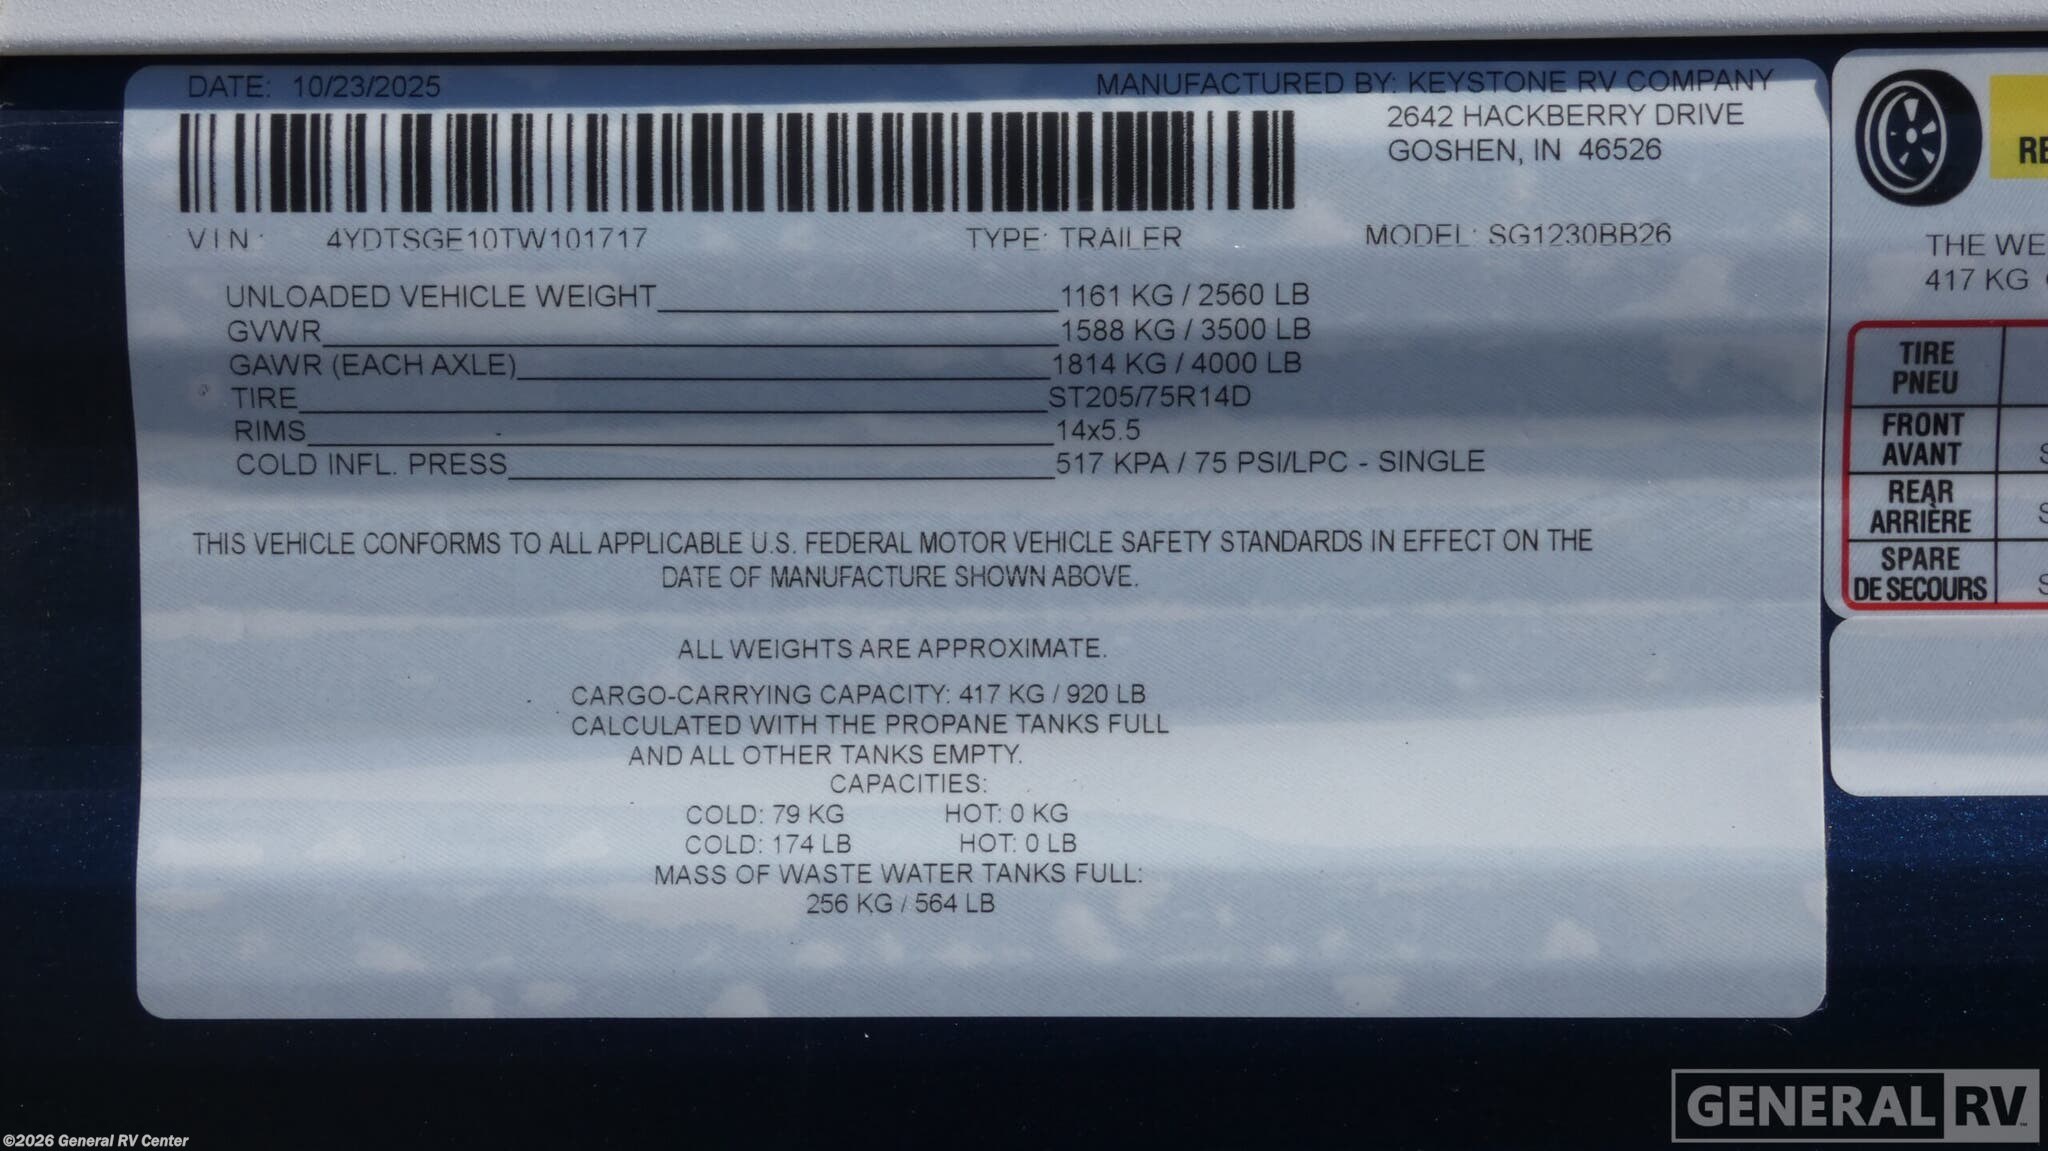 DATE: 10/23/2025
MANUFACTURED BY: KEYSTONE RV COMPANY
2642 HACKBERRY DRIVE
GOSHEN, IN 46526
VIN: 4YDTSGE10TW101717 TYPE: TRAILER MODEL: SG1230BB26
UNLOADED VEHICLE WEIGHT 1161 KG / 2560 LB
GVWR 1588 KG / 3500 LB
GAWR (EACH AXLE) 1814 KG / 4000 LB
TIRE ST205/75R14D
RIMS 14x5.5
COLD INFL. PRESS 517 KPA / 75 PSI/LPC - SINGLE
THIS VEHICLE CONFORMS TO ALL APPLICABLE U.S. FEDERAL MOTOR VEHICLE SAFETY STANDARDS IN EFFECT ON THE
DATE OF MANUFACTURE SHOWN ABOVE.
ALL WEIGHTS ARE APPROXIMATE.
CARGO-CARRYING CAPACITY: 417 KG / 920 LB
CALCULATED WITH THE PROPANE TANKS FULL
AND ALL OTHER TANKS EMPTY.
CAPACITIES:
COLD: 79 KG HOT: 0 KG
COLD: 174 LB HOT: 0 LB
MASS OF WASTE WATER TANKS FULL:
256 KG / 564 LB
THE
417 KG
TIRE
PNEU
FRONT
AVANT
REAR
ARRIÈRE
SPARE
DE SECOURS
GENERAL RV
©2026 General RV Center